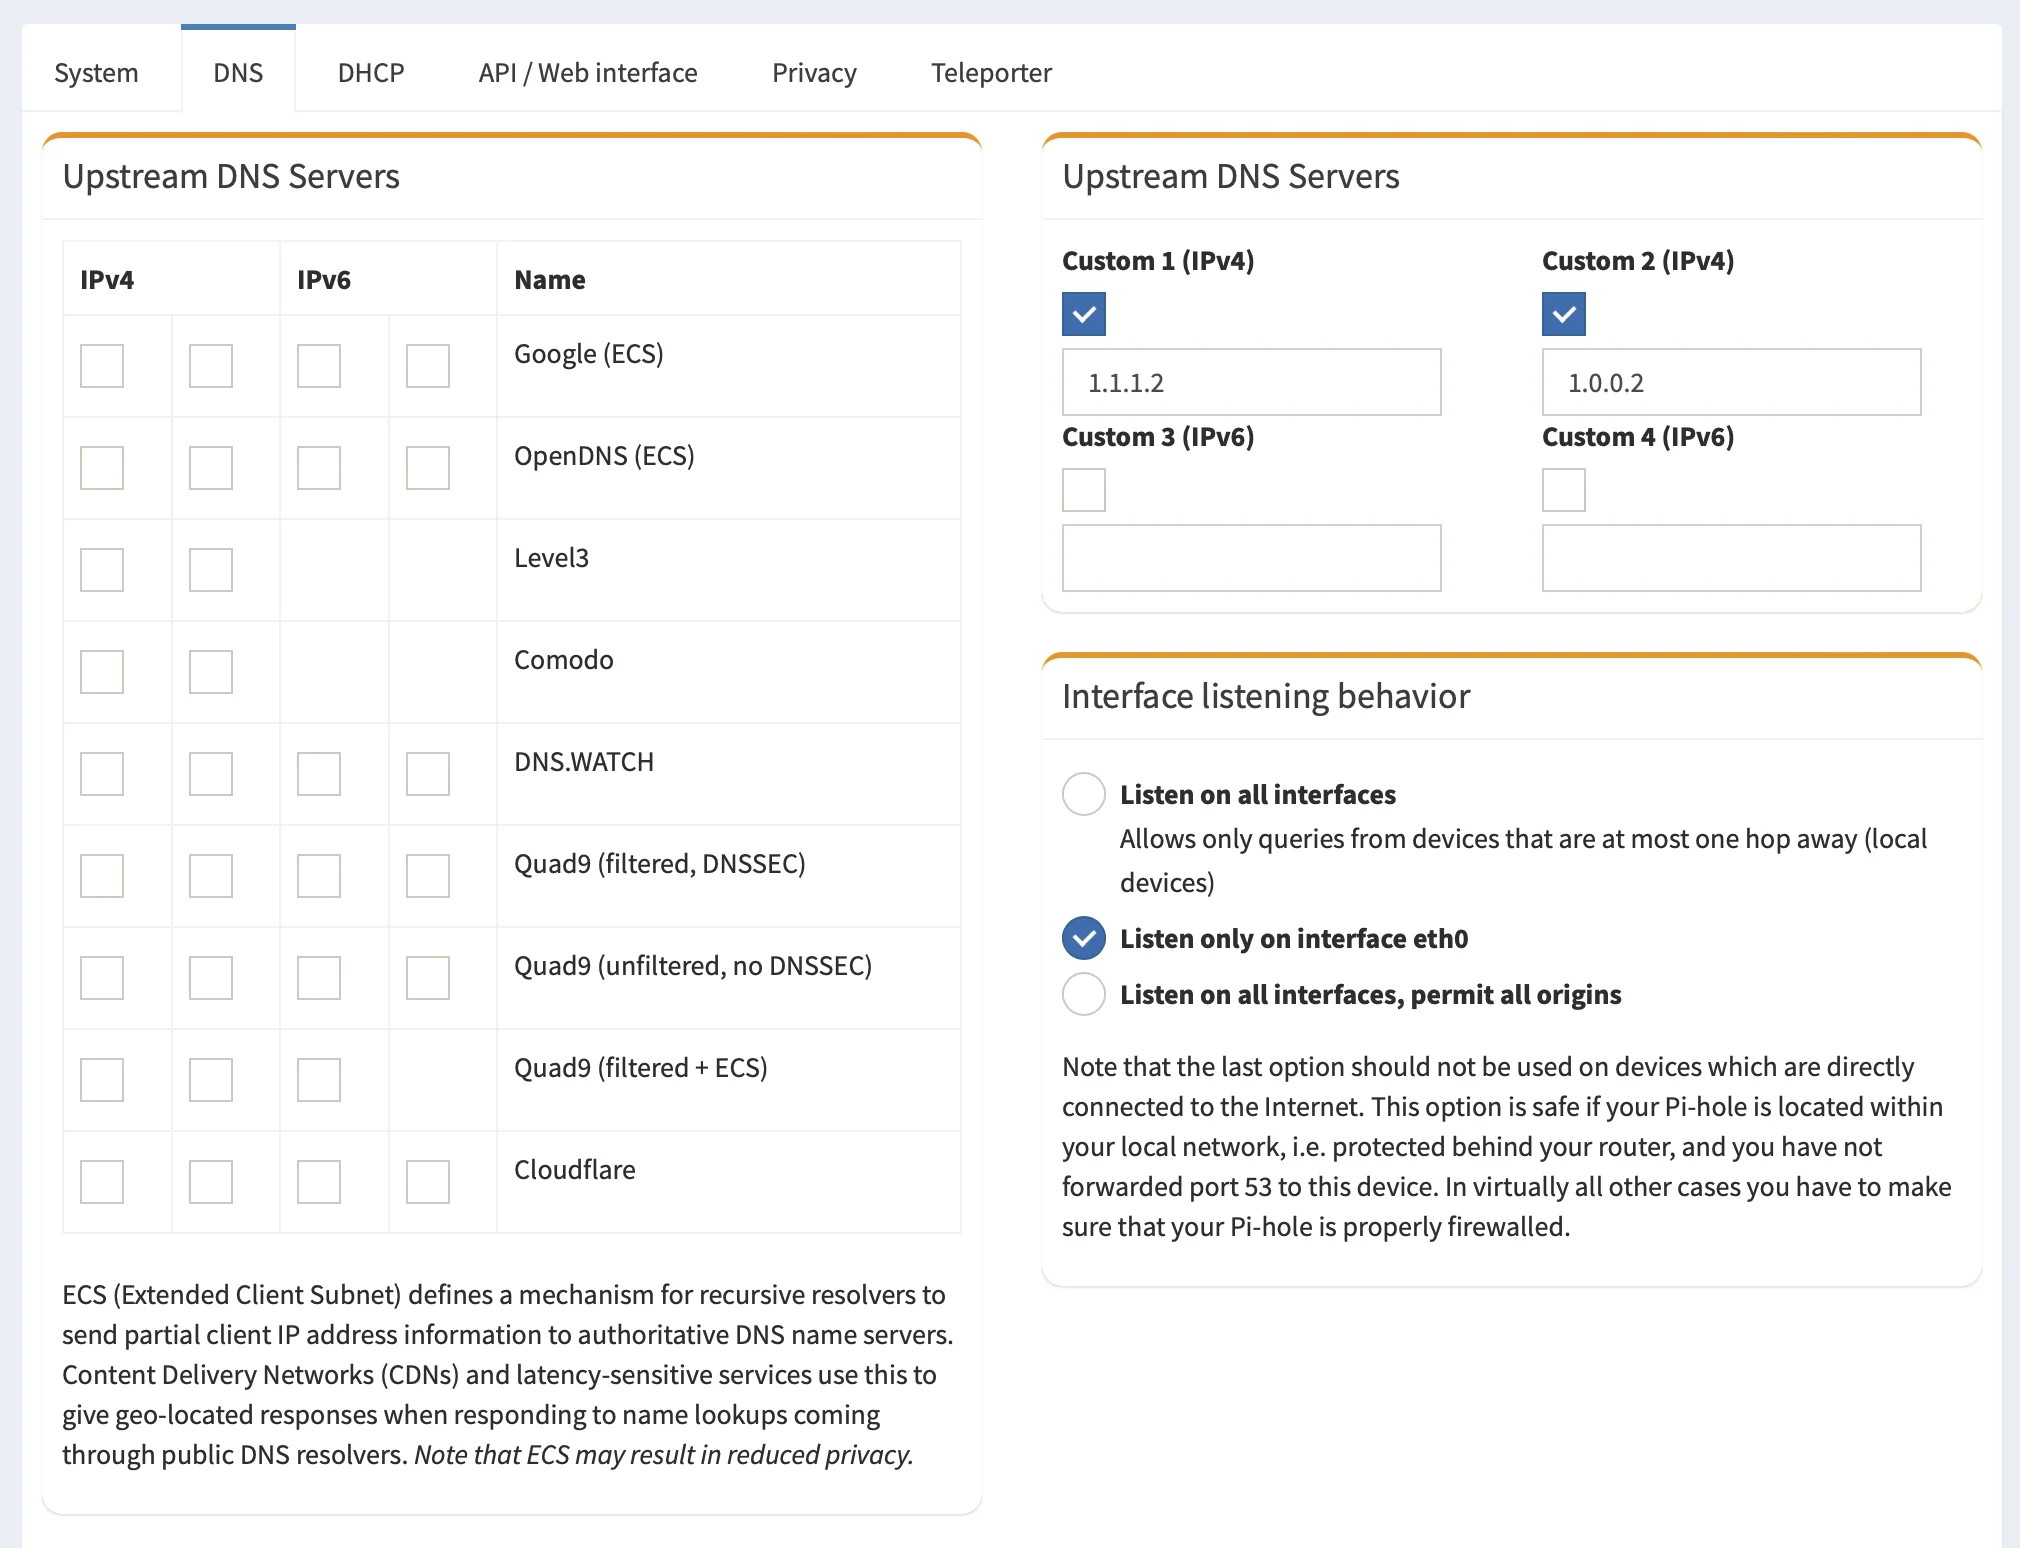 System DNS DHCP API / Web interface Privacy Teleporter
Upstream DNS Servers
IPv4 IPv6 Name
Google (ECS)
OpenDNS (ECS)
Level3
Comodo
DNS.WATCH
Quad9 (filtered, DNSSEC)
Quad9 (unfiltered, no DNSSEC)
Quad9 (filtered + ECS)
Cloudflare
ECS (Extended Client Subnet) defines a mechanism for recursive resolvers to
send partial client IP address information to authoritative DNS name servers.
Content Delivery Networks (CDNs) and latency-sensitive services use this to
give geo-located responses when responding to name lookups coming
through public DNS resolvers. Note that ECS may result in reduced privacy.
Upstream DNS Servers
Custom 1 (IPv4) Custom 2 (IPv4)
1.1.1.2 1.0.0.2
Custom 3 (IPv6) Custom 4 (IPv6)
Interface listening behavior
Listen on all interfaces
Allows only queries from devices that are at most one hop away (local
devices)
Listen only on interface eth0
Listen on all interfaces, permit all origins
Note that the last option should not be used on devices which are directly
connected to the Internet. This option is safe if your Pi-hole is located within
your local network, i.e. protected behind your router, and you have not
forwarded port 53 to this device. In virtually all other cases you have to make
sure that your Pi-hole is properly firewalled.